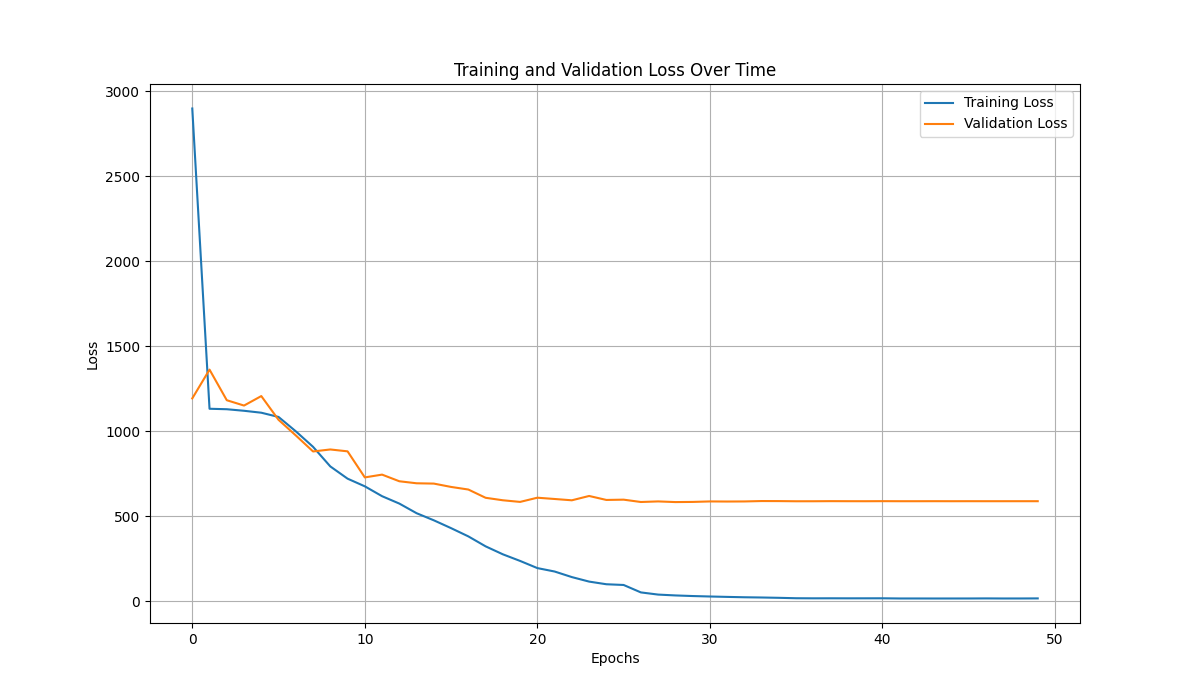 Training and Validation Loss Over Time
3000
2500
2000
1500
1000
500
0
Loss
Training Loss
Validation Loss
0 10 20 30 40 50
Epochs